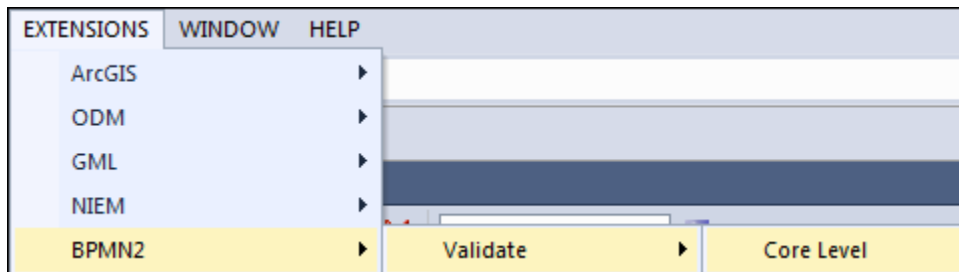 EXTENSIONS WINDOW HELP
ArcGIS
ODM
GML
NIEM
BPMN2 Validate Core Level